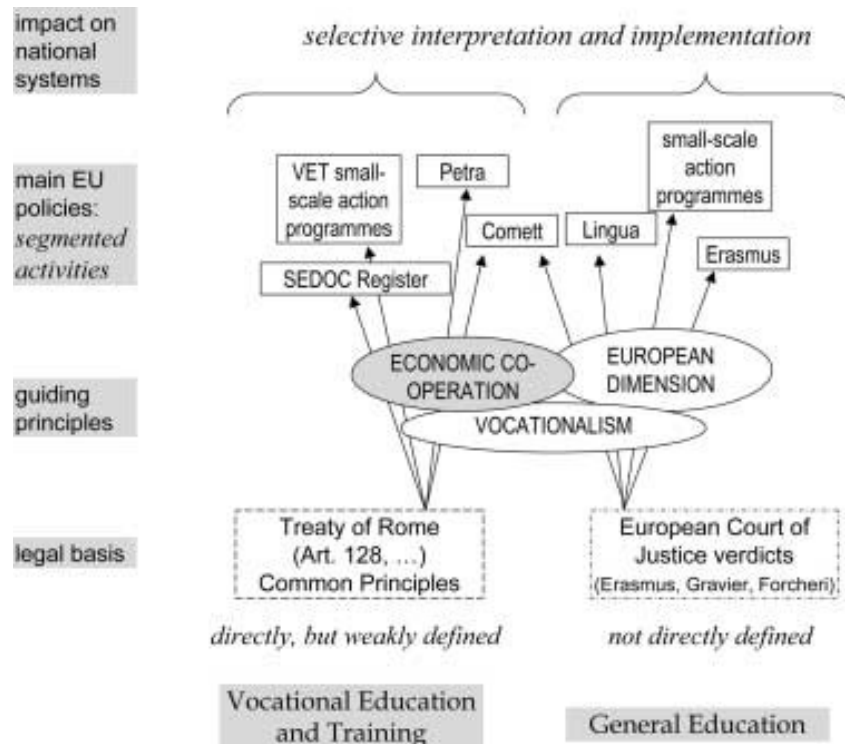 impact on
national
systems
selective interpretation and implementation
main EU
policies:
segmented
activities
VET small-
scale action
programmes
Petra
small-scale
action
programmes
Comett
Lingua
Erasmus
SEDOC Register
guiding
principles
ECONOMIC CO-
OPERATION
EUROPEAN
DIMENSION
VOCATIONALISM
legal basis
Treaty of Rome
(Art. 128, …)
Common Principles
European Court of
Justice verdicts
(Erasmus, Gravier, Forcheri)
directly, but weakly defined
not directly defined
Vocational Education
and Training
General Education